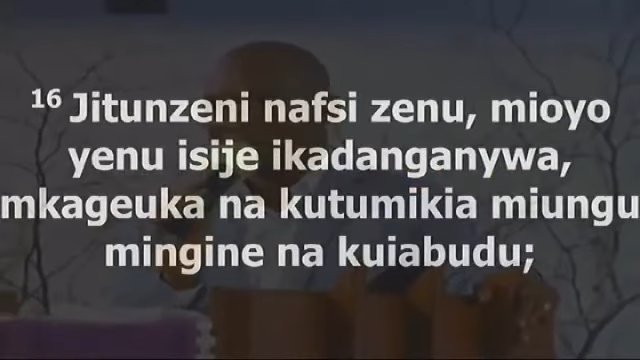 16 Jitunzeni nafsi zenu, mioyo
yenu isije ikadanganywa,
mkageuka na kutumikia miungu
mingine na kuiabudu;